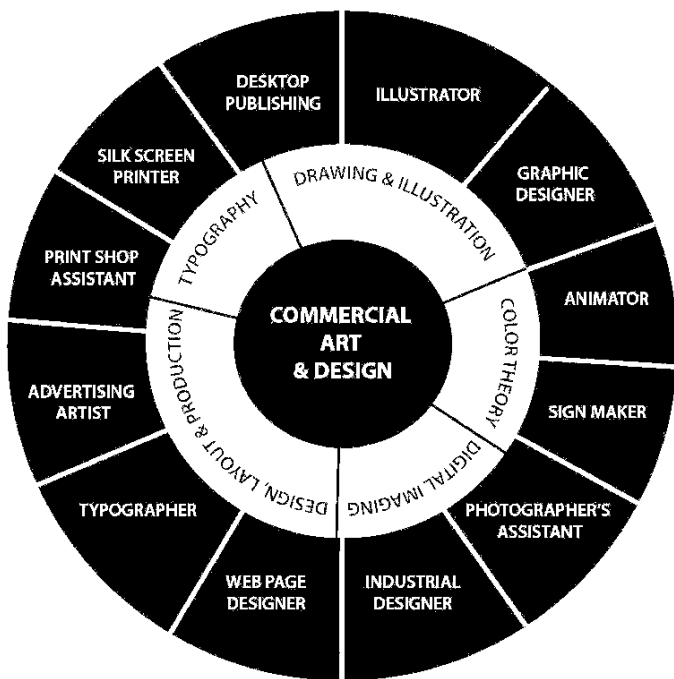 DESKTOP
PUBLISHING
ILLUSTRATOR
GRAPHIC
DESIGNER
ANIMATOR
SIGN MAKER
PHOTOGRAPHER'S
ASSISTANT
INDUSTRIAL
DESIGNER
WEB PAGE
DESIGNER
TYPOGRAPHER
ADVERTISING
ARTIST
PRINT SHOP
ASSISTANT
SILK SCREEN
PRINTER
TYPOGRAPHY
DRAWING & ILLUSTRATION
COLOR THEORY
DIGITAL IMAGING
DESIGN, LAYOUT & PRODUCTION
COMMERCIAL
ART
& DESIGN